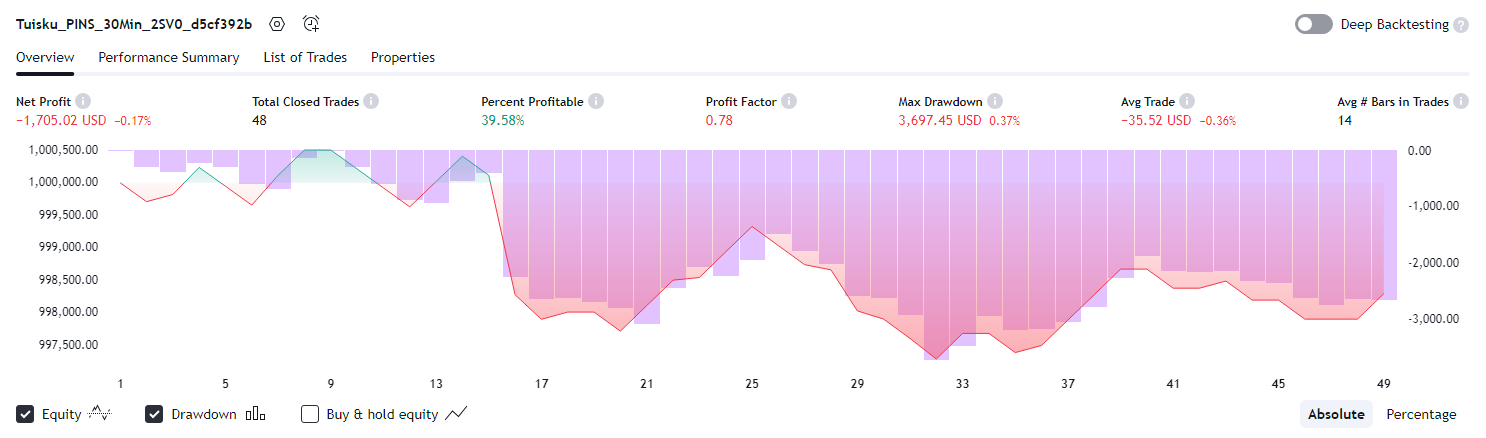 Tuisku_PINS_30Min_2SV0_d5cf392b
Deep Backtesting ?
Overview Performance Summary List of Trades Properties
Net Profit Total Closed Trades Percent Profitable Profit Factor Max Drawdown Avg Trade Avg # Bars in Trades
−1,705.02 USD −0.17% 48 39.58% 0.78 3,697.45 USD 0.37% −35.52 USD −0.36% 14
1,000,500.00 0.00
1,000,000.00
999,500.00 -1,000.00
999,000.00
998,500.00 -2,000.00
998,000.00 -3,000.00
997,500.00
1 5 9 13 17 21 25 29 33 37 41 45 49
Equity Drawdown Buy & hold equity Absolute Percentage